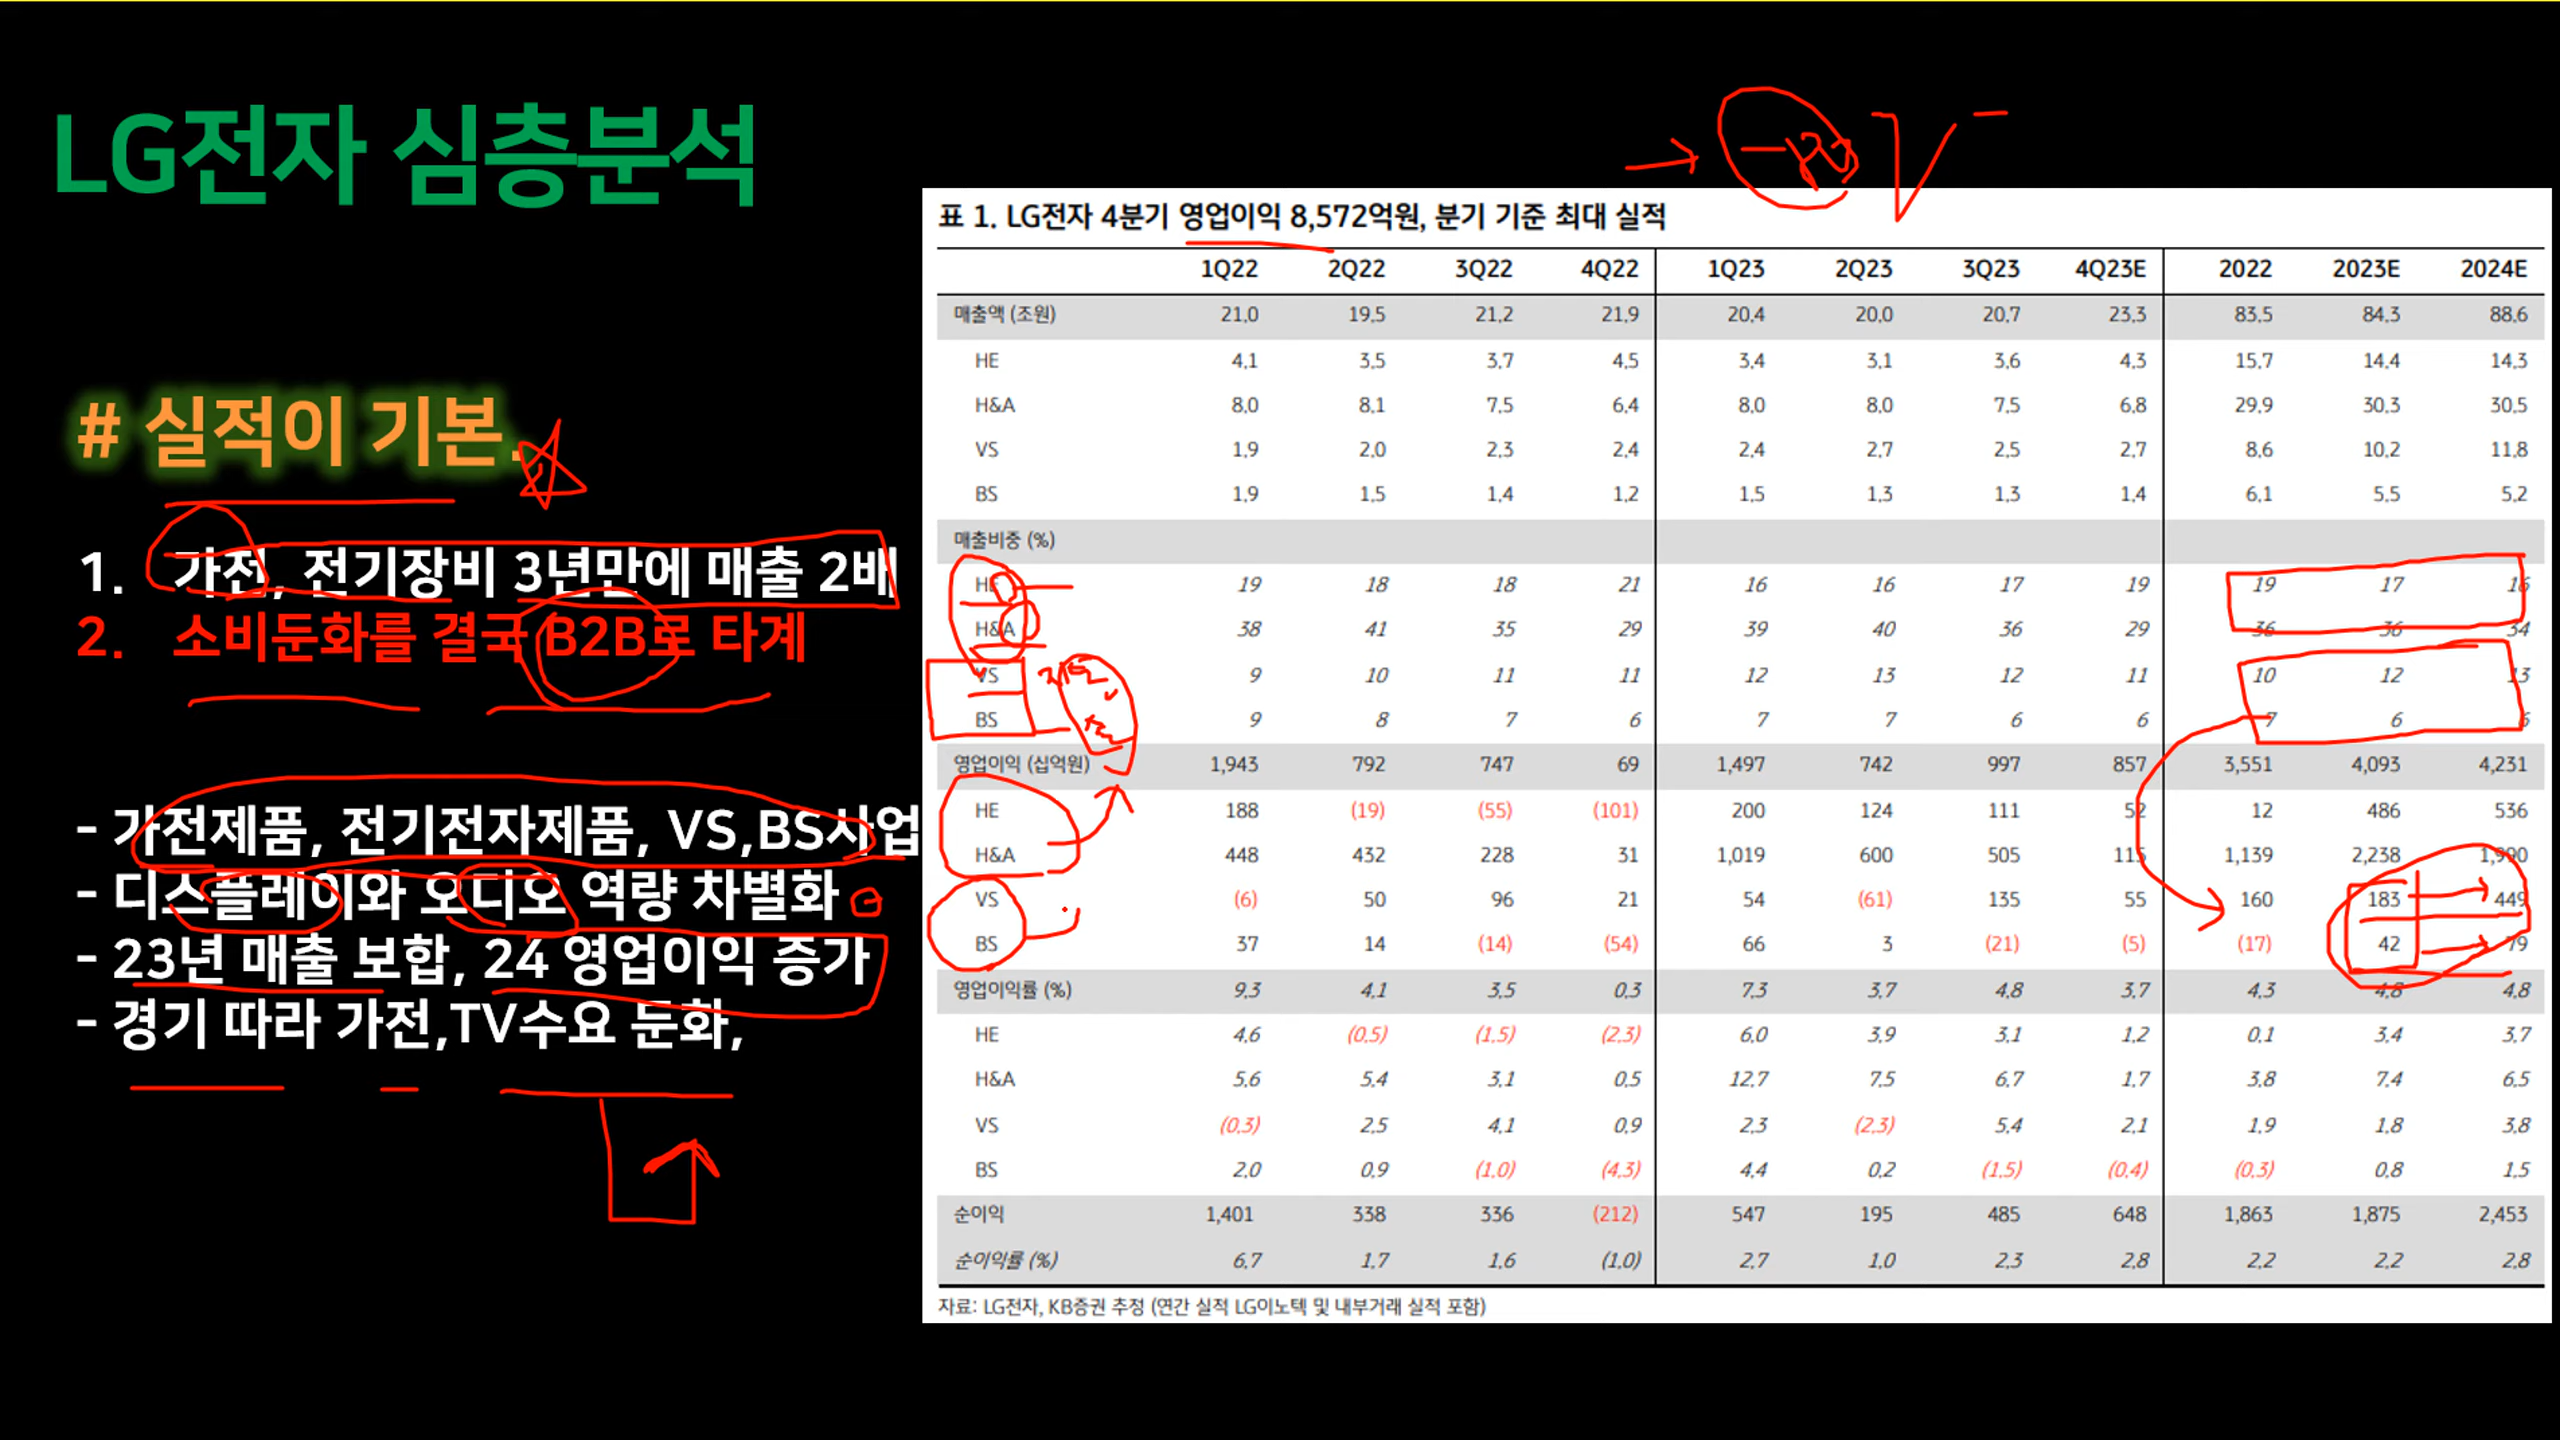 LG전자 심층분석
# 실적이 기본.
1. 가전, 전기장비 3년만에 매출 2배
2. 소비둔화를 결국 B2B로 타계
- 가전제품, 전기전자제품, VS,BS사업
- 디스플레이와 오디오 역량 차별화
- 23년 매출 보합, 24 영업이익 증가
- 경기 따라 가전,TV수요 둔화,
표 1. LG전자 4분기 영업이익 8,572억원, 분기 기준 최대 실적
1Q22 2Q22 3Q22 4Q22 1Q23 2Q23 3Q23 4Q23E 2022 2023E 2024E
매출액 (조원) 21.0 19.5 21.2 21.9 20.4 20.0 20.7 23.3 83.5 84.3 88.6
HE 4.1 3.5 3.7 4.5 3.4 3.1 3.6 4.3 15.7 14.4 14.3
H&A 8.0 8.1 7.5 6.4 8.0 8.0 7.5 6.8 29.9 30.3 30.5
VS 1.9 2.0 2.3 2.4 2.4 2.7 2.5 2.7 8.6 10.2 11.8
BS 1.9 1.5 1.4 1.2 1.5 1.3 1.3 1.4 6.1 5.5 5.2
매출비중 (%)
HE 19 18 18 21 16 16 17 19 19 17 16
H&A 38 41 35 29 39 40 36 29 36 36 34
VS 9 10 11 11 12 13 12 11 10 12 13
BS 9 8 7 6 7 7 6 6 7 6 6
영업이익 (십억원) 1,943 792 747 69 1,497 742 997 857 3,551 4,093 4,231
HE 188 (19) (55) (101) 200 124 111 52 12 486 536
H&A 448 432 228 31 1,019 600 505 115 1,139 2,238 1,990
VS (6) 50 96 21 54 (61) 135 55 160 183 449
BS 37 14 (14) (54) 66 3 (21) (5) (17) 42 79
영업이익률 (%) 9.3 4.1 3.5 0.3 7.3 3.7 4.8 3.7 4.3 4.8 4.8
HE 4.6 (0.5) (1.5) (2.3) 6.0 3.9 3.1 1.2 0.1 3.4 3.7
H&A 5.6 5.4 3.1 0.5 12.7 7.5 6.7 1.7 3.8 7.4 6.5
VS (0.3) 2.5 4.1 0.9 2.3 (2.3) 5.4 2.1 1.9 1.8 3.8
BS 2.0 0.9 (1.0) (4.3) 4.4 0.2 (1.5) (0.4) (0.3) 0.8 1.5
순이익 1,401 338 336 (212) 547 195 485 648 1,863 1,875 2,453
순이익률 (%) 6.7 1.7 1.6 (1.0) 2.7 1.0 2.3 2.8 2.2 2.2 2.8
자료: LG전자, KB증권 추정 (연간 실적 LG이노텍 및 내부거래 실적 포함)